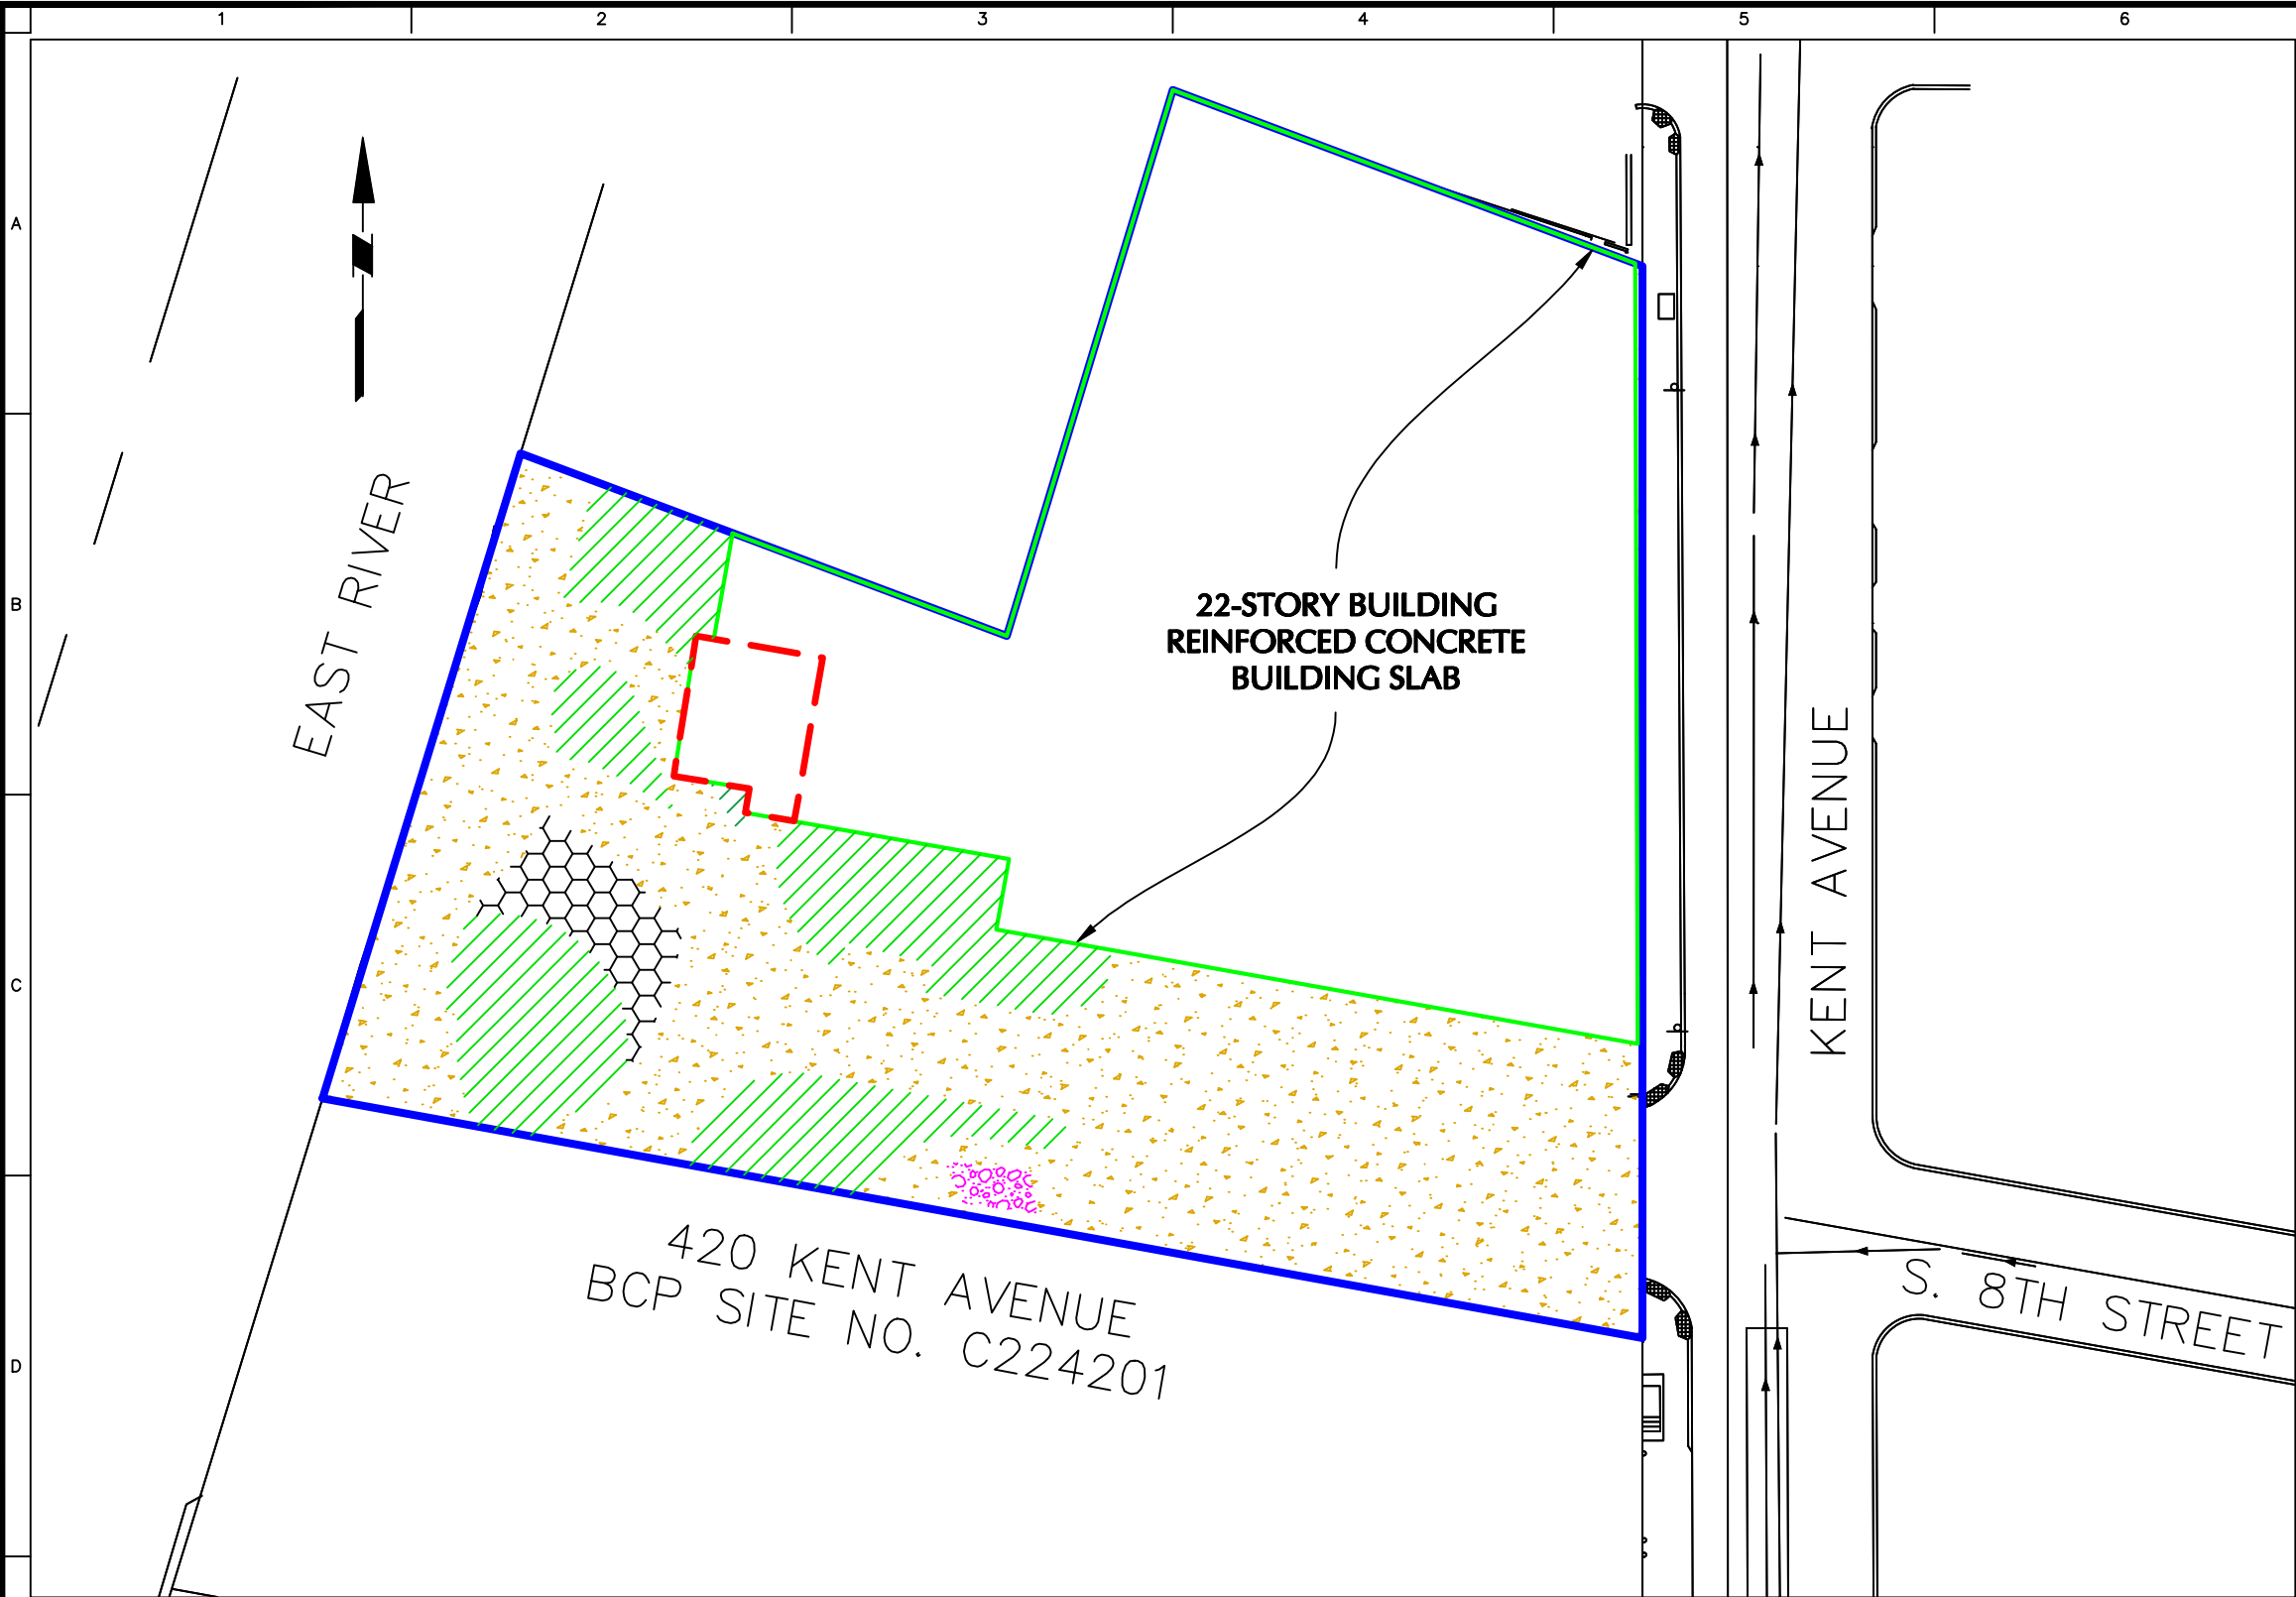 1 2 3 4 5 6
A
B
C
D
EAST RIVER
22-STORY BUILDING
REINFORCED CONCRETE
BUILDING SLAB
KENT AVENUE
420 KENT AVENUE
BCP SITE NO. C224201
S. 8TH STREET